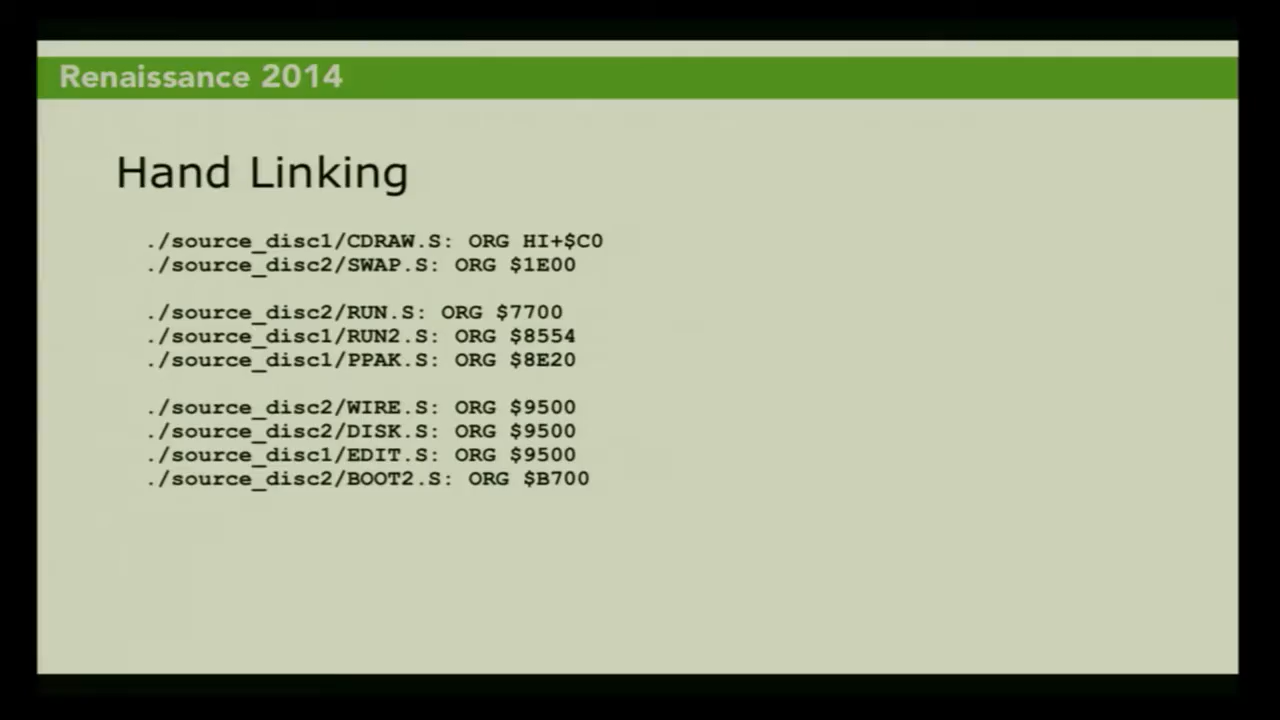 Renaissance 2014
Hand Linking
./source_disc1/CDRAW.S: ORG HI+$C0
./source_disc2/SWAP.S: ORG $1E00
./source_disc2/RUN.S: ORG $7700
./source_disc1/RUN2.S: ORG $8554
./source_disc1/PPAK.S: ORG $8E20
./source_disc2/WIRE.S: ORG $9500
./source_disc2/DISK.S: ORG $9500
./source_disc1/EDIT.S: ORG $9500
./source_disc2/BOOT2.S: ORG $B700